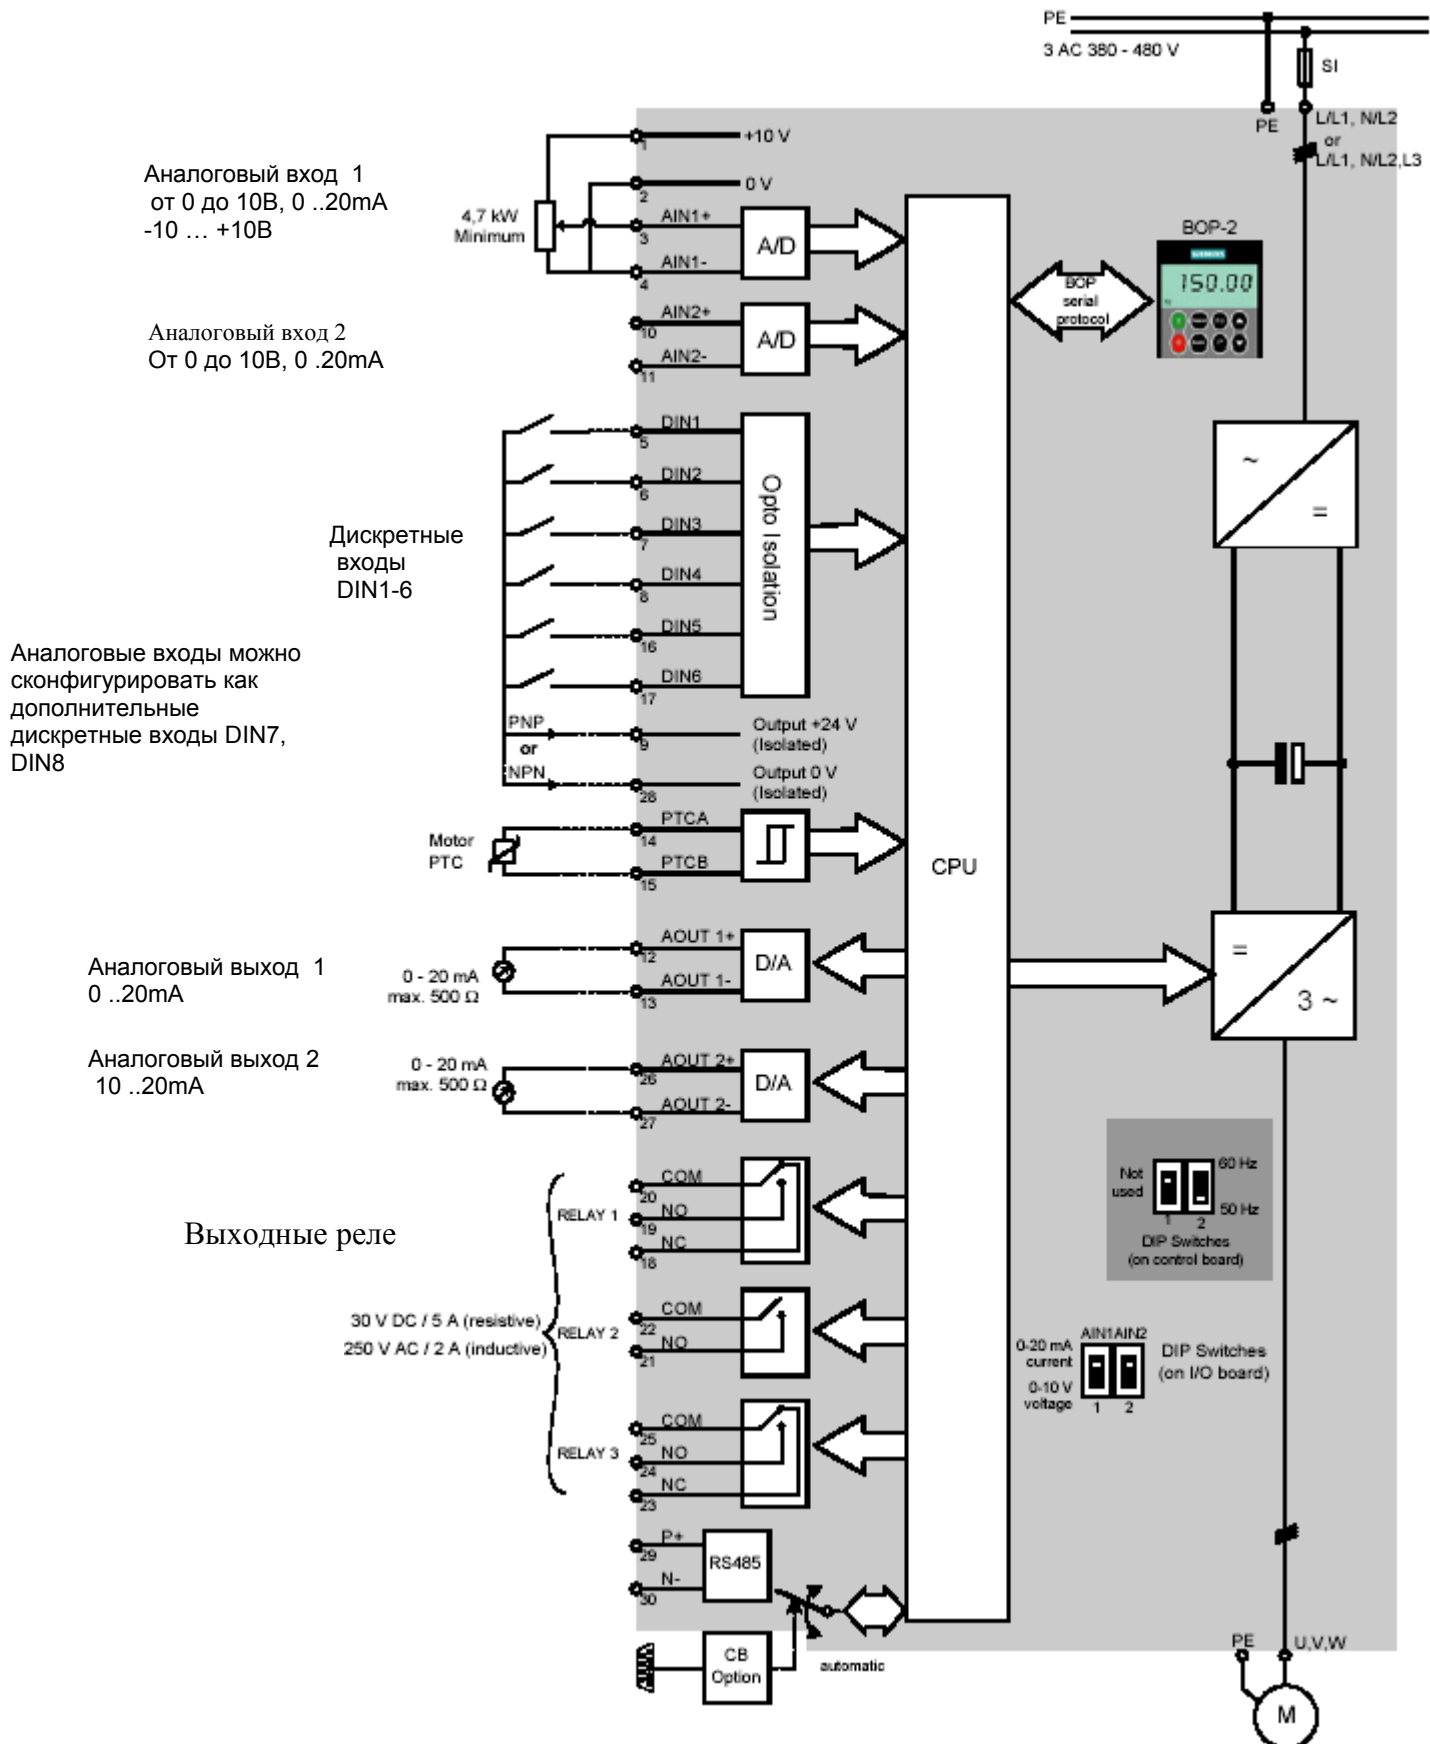 PE
3 AC 380 - 480 V
SI
PE
L/L1, N/L2
or
L/L1, N/L2,L3
1
+10 V
Аналоговый вход 1
от 0 до 10В, 0 ..20mA
-10 … +10В
2
0 V
4,7 kW
Minimum
AIN1+
3
A/D
AIN1-
4
BOP-2
SIEMENS
150.00
BOP
serial
protocol
Аналоговый вход 2
От 0 до 10В, 0 .20mA
AIN2+
10
A/D
AIN2-
11
DIN1
5
DIN2
6
DIN3
7
DIN4
8
DIN5
16
DIN6
17
Opto Isolation
~
=
Дискретные
входы
DIN1-6
Аналоговые входы можно
сконфигурировать как
дополнительные
дискретные входы DIN7,
DIN8
PNP
or
NPN
9
Output +24 V
(Isolated)
28
Output 0 V
(Isolated)
Motor
PTC
PTCA
14
PTCB
15
CPU
Аналоговый выход 1
0 ..20mA
0 - 20 mA
max. 500 Ω
AOUT 1+
12
AOUT 1-
13
D/A
=
3 ~
Аналоговый выход 2
10 ..20mA
0 - 20 mA
max. 500 Ω
AOUT 2+
26
AOUT 2-
27
D/A
Not
used
60 Hz
50 Hz
1 2
DIP Switches
(on control board)
Выходные реле
30 V DC / 5 A (resistive)
250 V AC / 2 A (inductive)
RELAY 1
COM
20
NO
19
NC
18
RELAY 2
COM
22
NO
21
RELAY 3
COM
25
NO
24
NC
23
0-20 mA
current
0-10 V
voltage
AIN1AIN2
1 2
DIP Switches
(on I/O board)
P+
29
N-
30
RS485
CB
Option
automatic
PE
U,V,W
M